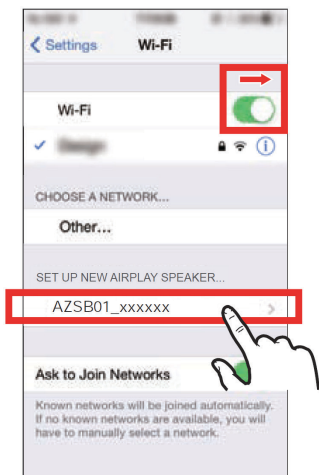 Settings Wi-Fi
Wi-Fi
CHOOSE A NETWORK...
Other...
SET UP NEW AIRPLAY SPEAKER...
AZSB01_xxxxxx
Ask to Join Networks
Known networks will be joined automatically.
If no known networks are available, you will
have to manually select a network.